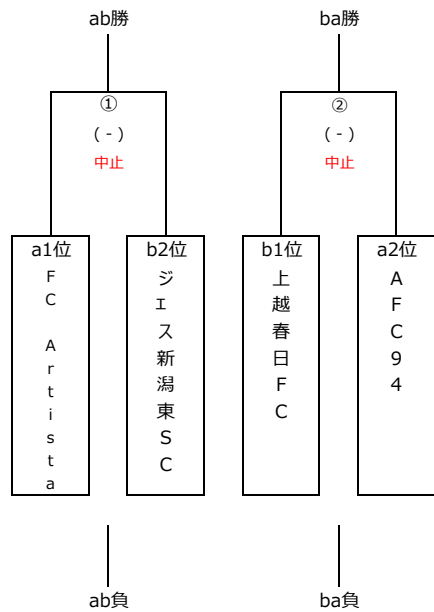 ab勝 ba勝
① ②
( - ) ( - )
中止 中止
a1位 b2位 b1位 a2位
FC Artista
ジェス新潟東SC
上越春日FC
AFC94
ab負 ba負